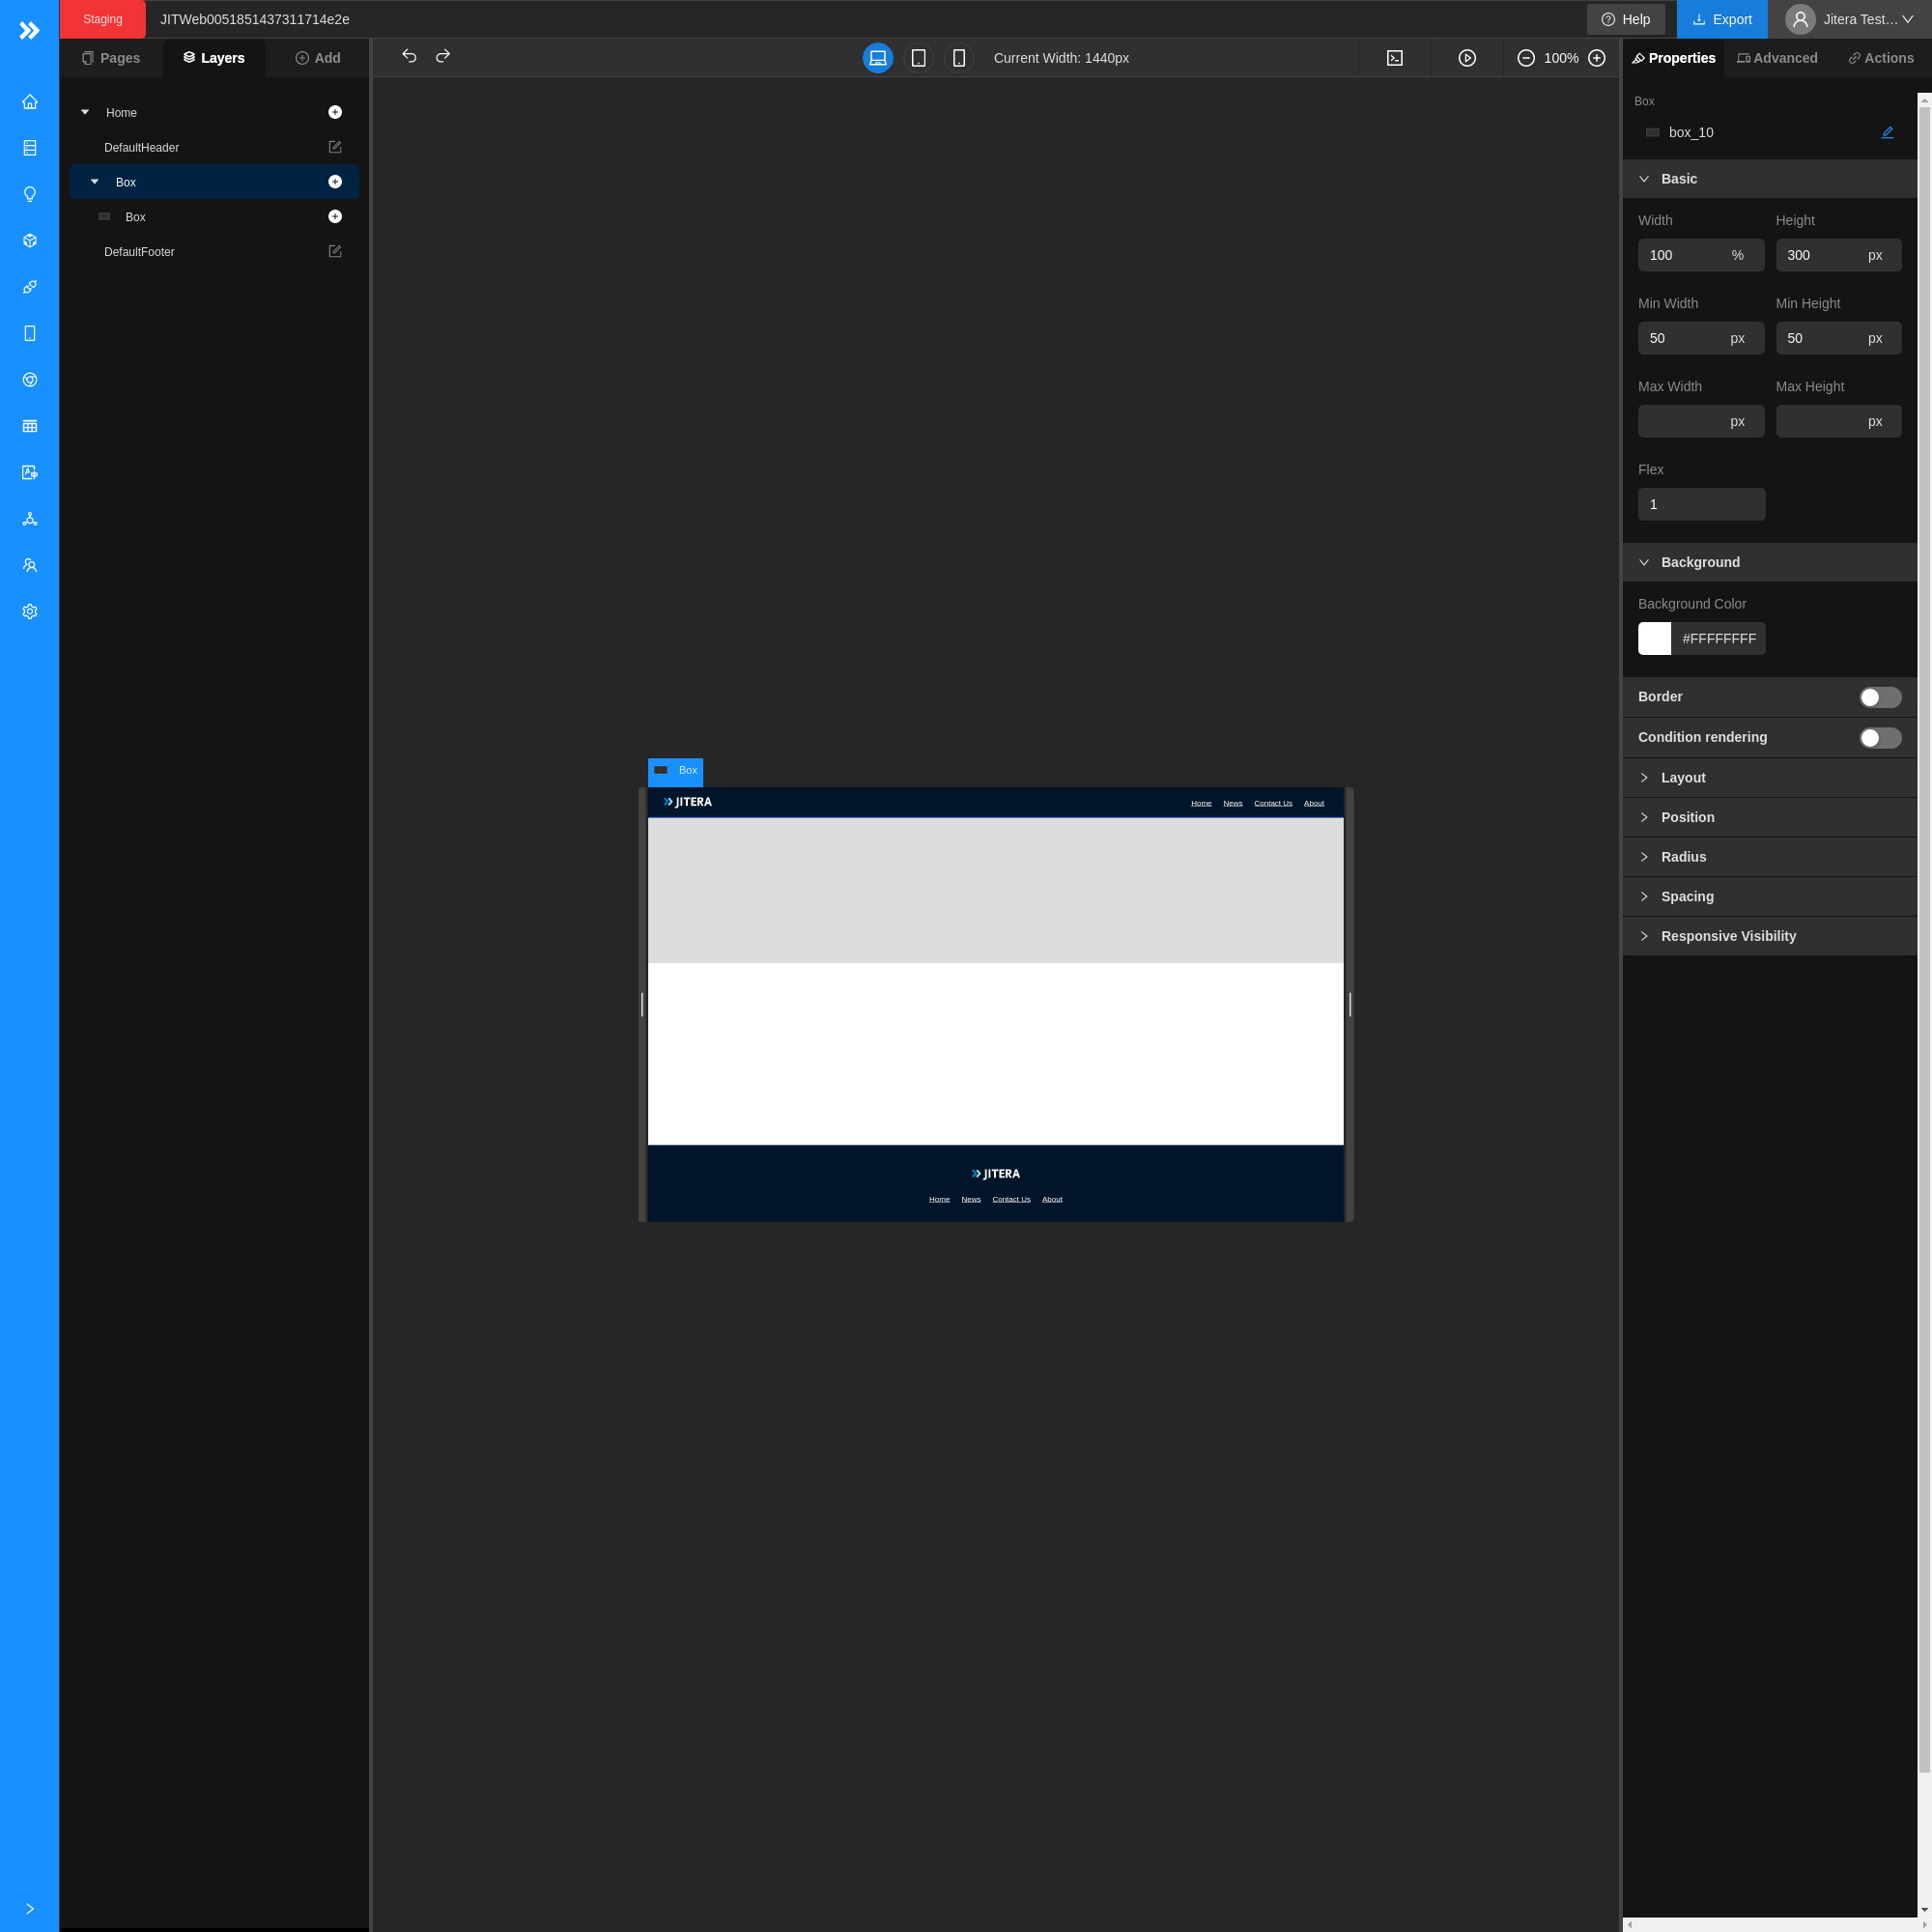 Staging
JITWeb0051851437311714e2e
Help
Export
Jitera Test...
Pages
Layers
Add
Current Width: 1440px
100%
Properties
Advanced
Actions
Home
DefaultHeader
Box
Box
DefaultFooter
Box
JITERA
Home News Contact Us About
JITERA
Home News Contact Us About
Box
box_10
Basic
Width Height
100 % 300 px
Min Width Min Height
50 px 50 px
Max Width Max Height
px px
Flex
1
Background
Background Color
#FFFFFFFF
Border
Condition rendering
Layout
Position
Radius
Spacing
Responsive Visibility